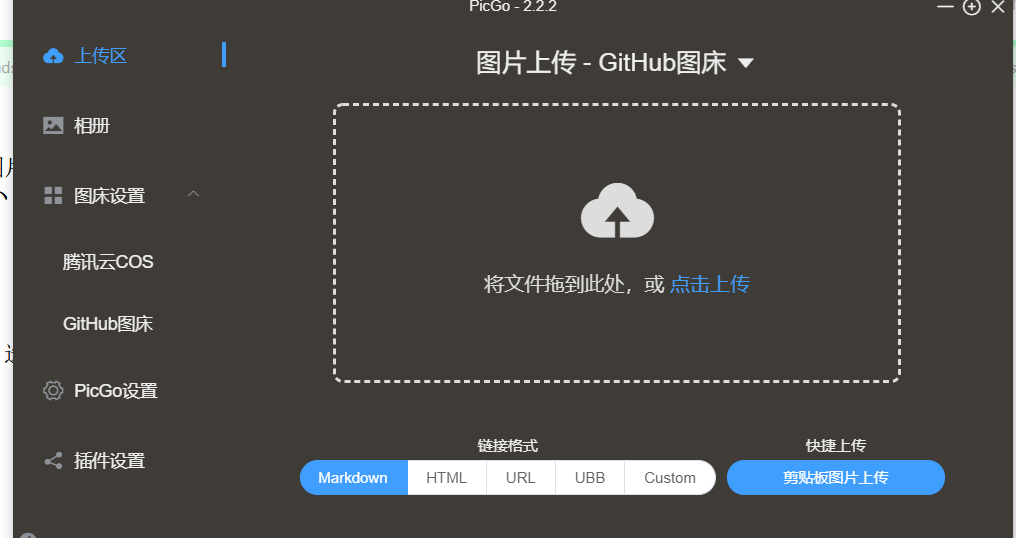 PicGo - 2.2.2
上传区
图片上传 - GitHub图床
相册
图床设置
将文件拖到此处，或 点击上传
腾讯云COS
GitHub图床
PicGo设置
插件设置
链接格式
快捷上传
Markdown HTML URL UBB Custom
剪贴板图片上传